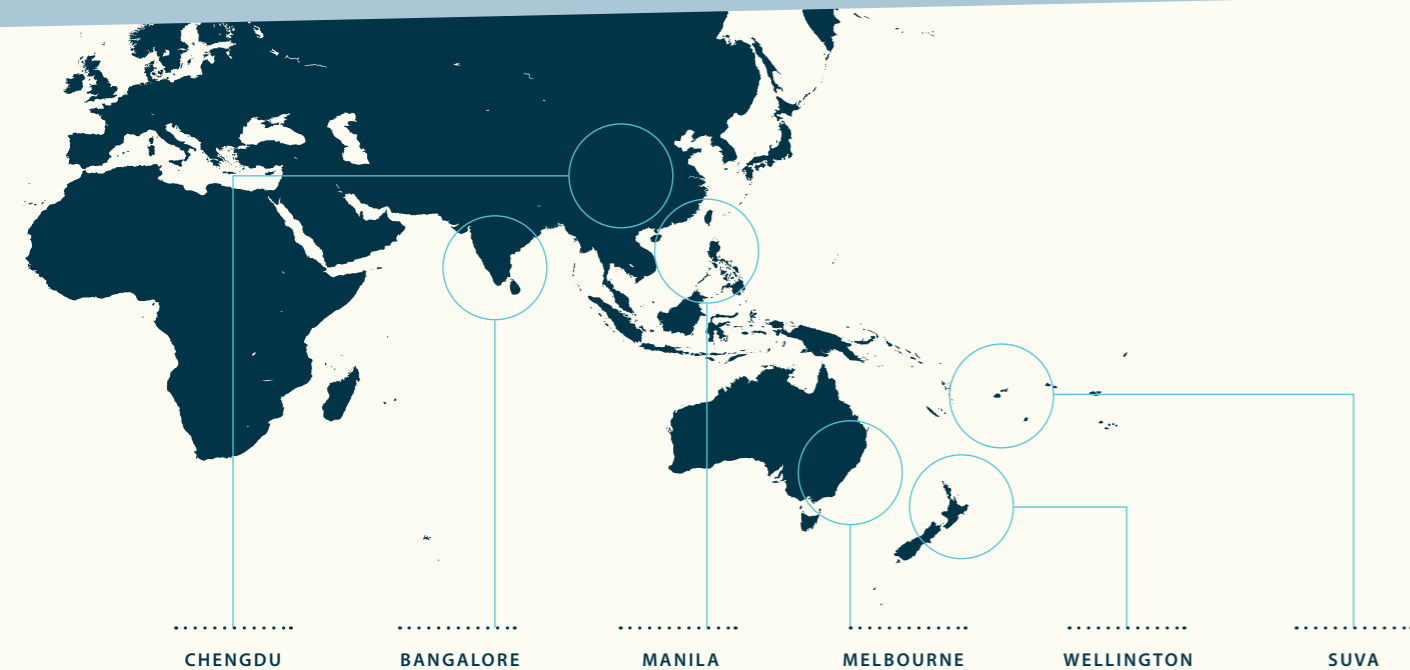 CHENGDU
BANGALORE
MANILA
MELBOURNE
WELLINGTON
SUVA